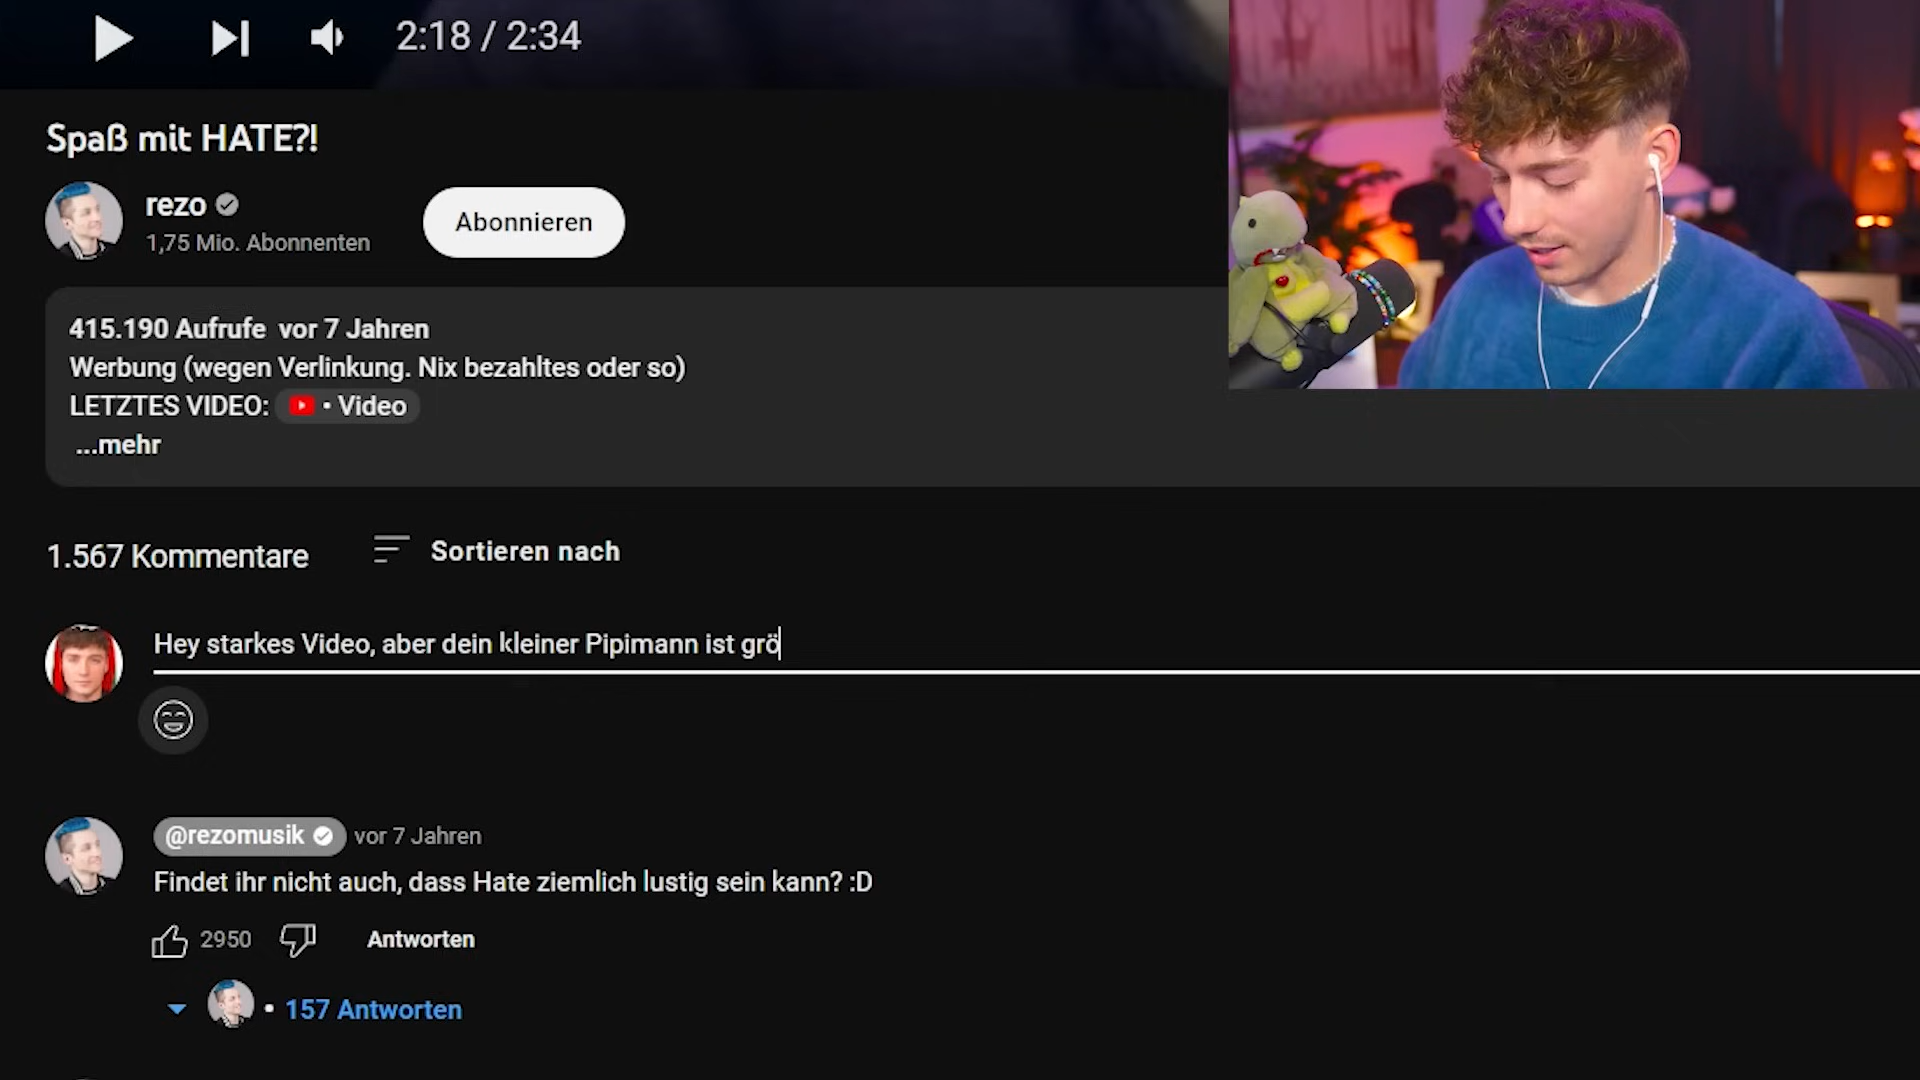 2:18 / 2:34
Spaß mit HATE?!
rezo
1,75 Mio. Abonnenten
Abonnieren
415.190 Aufrufe vor 7 Jahren
Werbung (wegen Verlinkung. Nix bezahltes oder so)
LETZTES VIDEO: • Video
...mehr
1.567 Kommentare
Sortieren nach
Hey starkes Video, aber dein kleiner Pipimann ist grö
@rezomusik vor 7 Jahren
Findet ihr nicht auch, dass Hate ziemlich lustig sein kann? :D
2950 Antworten
• 157 Antworten